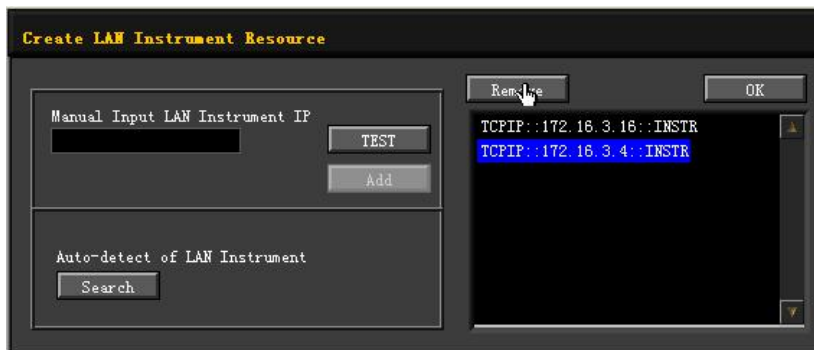 Create LAN Instrument Resource
Manual Input LAN Instrument IP
TEST
Add
Auto-detect of LAN Instrument
Search
Remove
OK
TCPIP::172.16.3.16::INSTR
TCPIP::172.16.3.4::INSTR